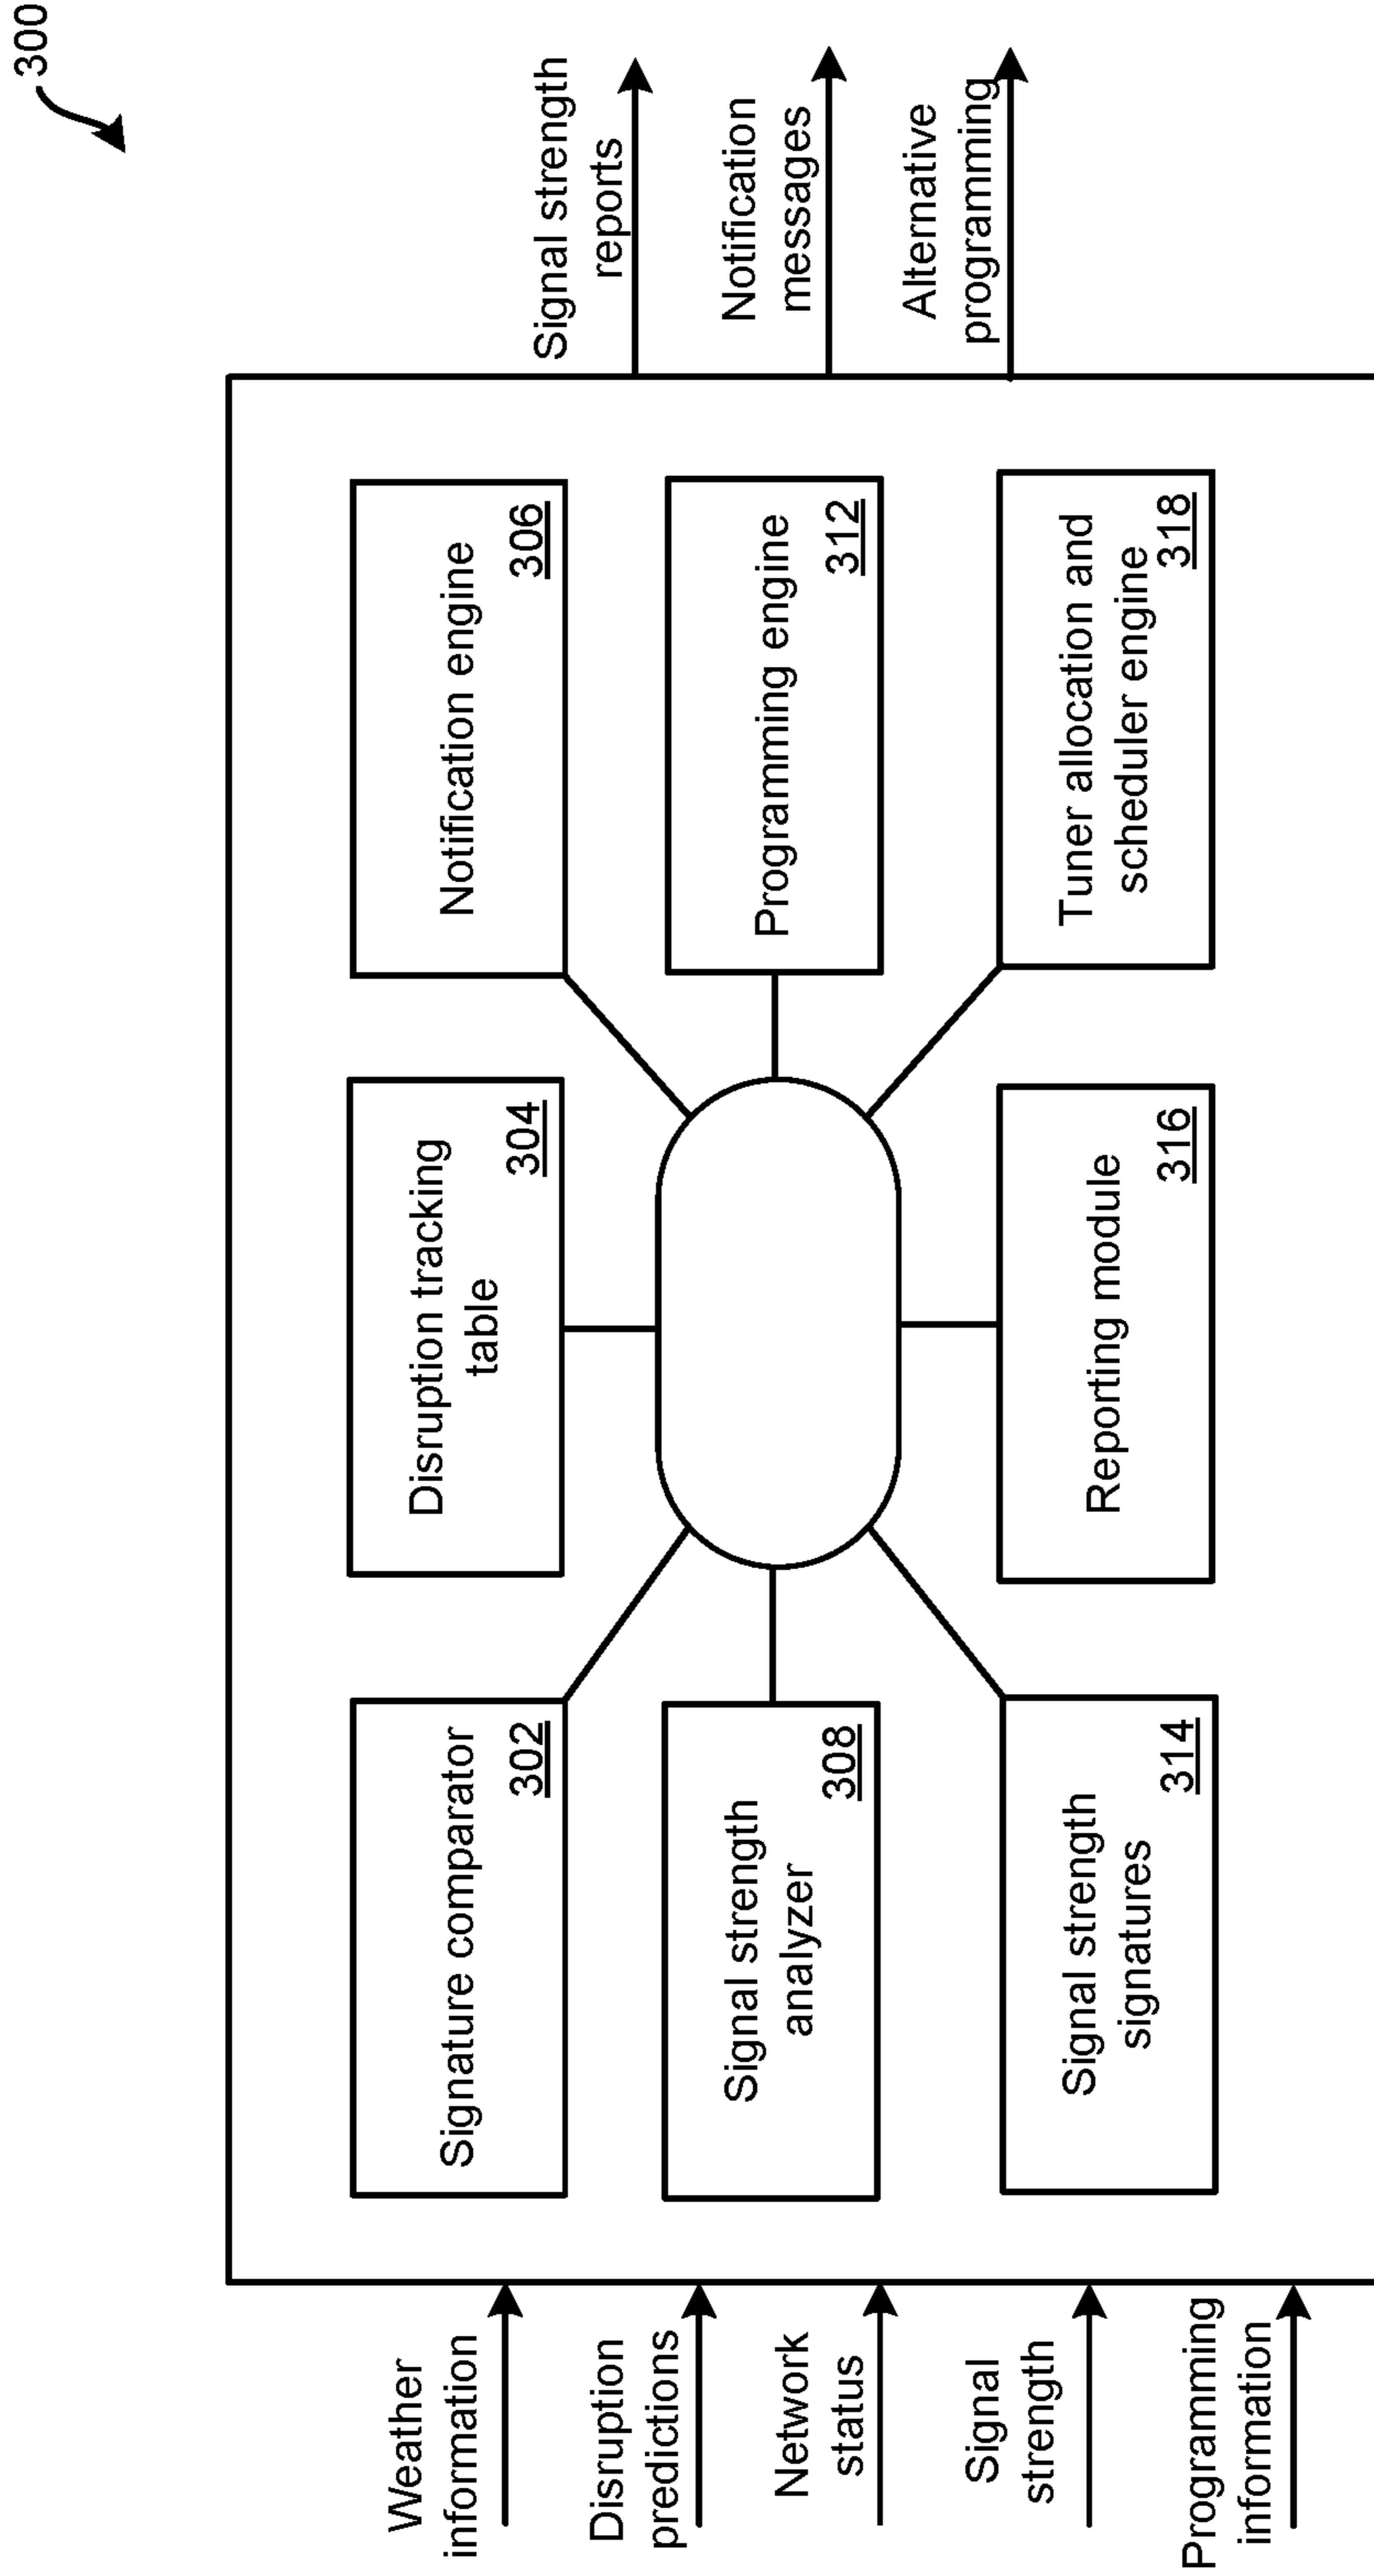 300
Weather
information
Disruption
predictions
Network
status
Signal
strength
Programming
information
Signature comparator
302
Disruption tracking
table
304
Notification engine
306
Signal strength
analyzer
308
Programming engine
312
Signal strength
signatures
314
Reporting module
316
Tuner allocation and
scheduler engine
318
Signal strength
reports
Notification
messages
Alternative
programming